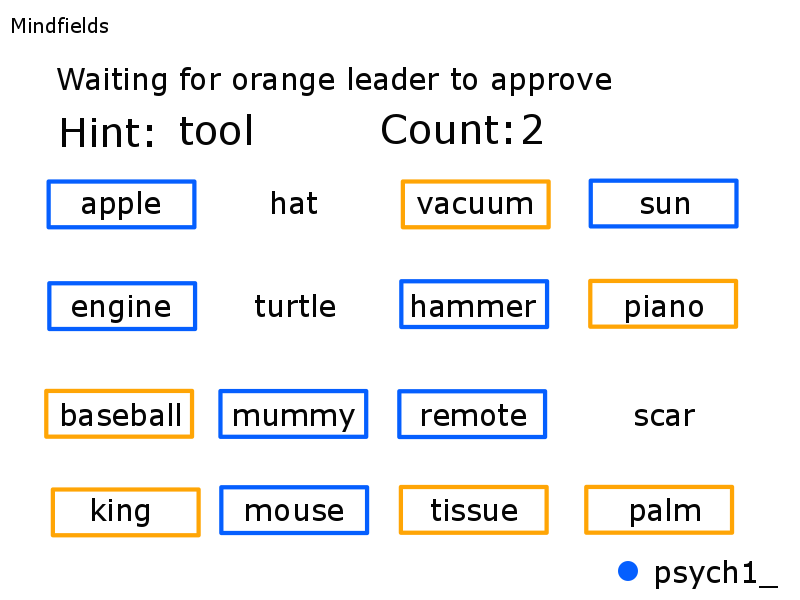 Mindfields
Waiting for orange leader to approve
Hint: tool Count: 2
apple hat vacuum sun
engine turtle hammer piano
baseball mummy remote scar
king mouse tissue palm
psych1_